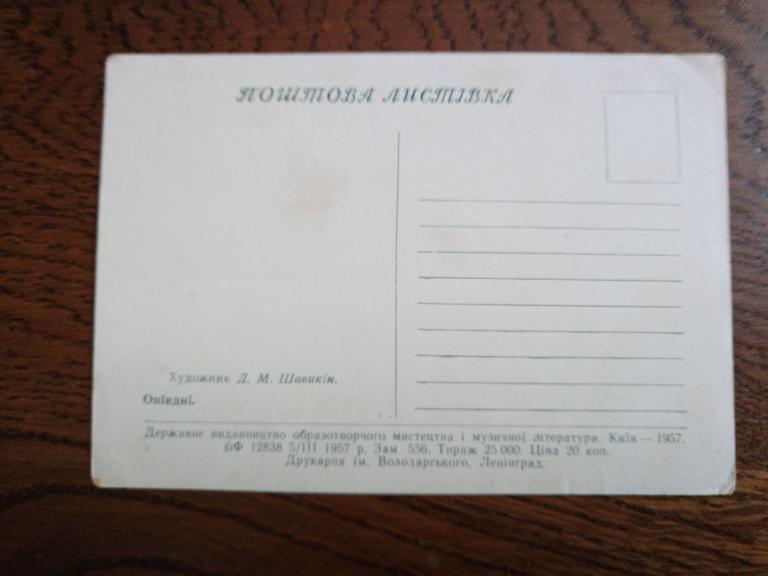 ПОШТОВА ЛИСТІВКА
Художник Д. М. Шавикін.
Опівдні.
Державне видавництво образотворчого мистецтва і музичної літератури. Київ — 1957.
БФ 12838 5/III 1957 р. Зам 556. Тираж 25 000. Ціна 20 коп.
Друкарня ім. Володарського, Ленінград.